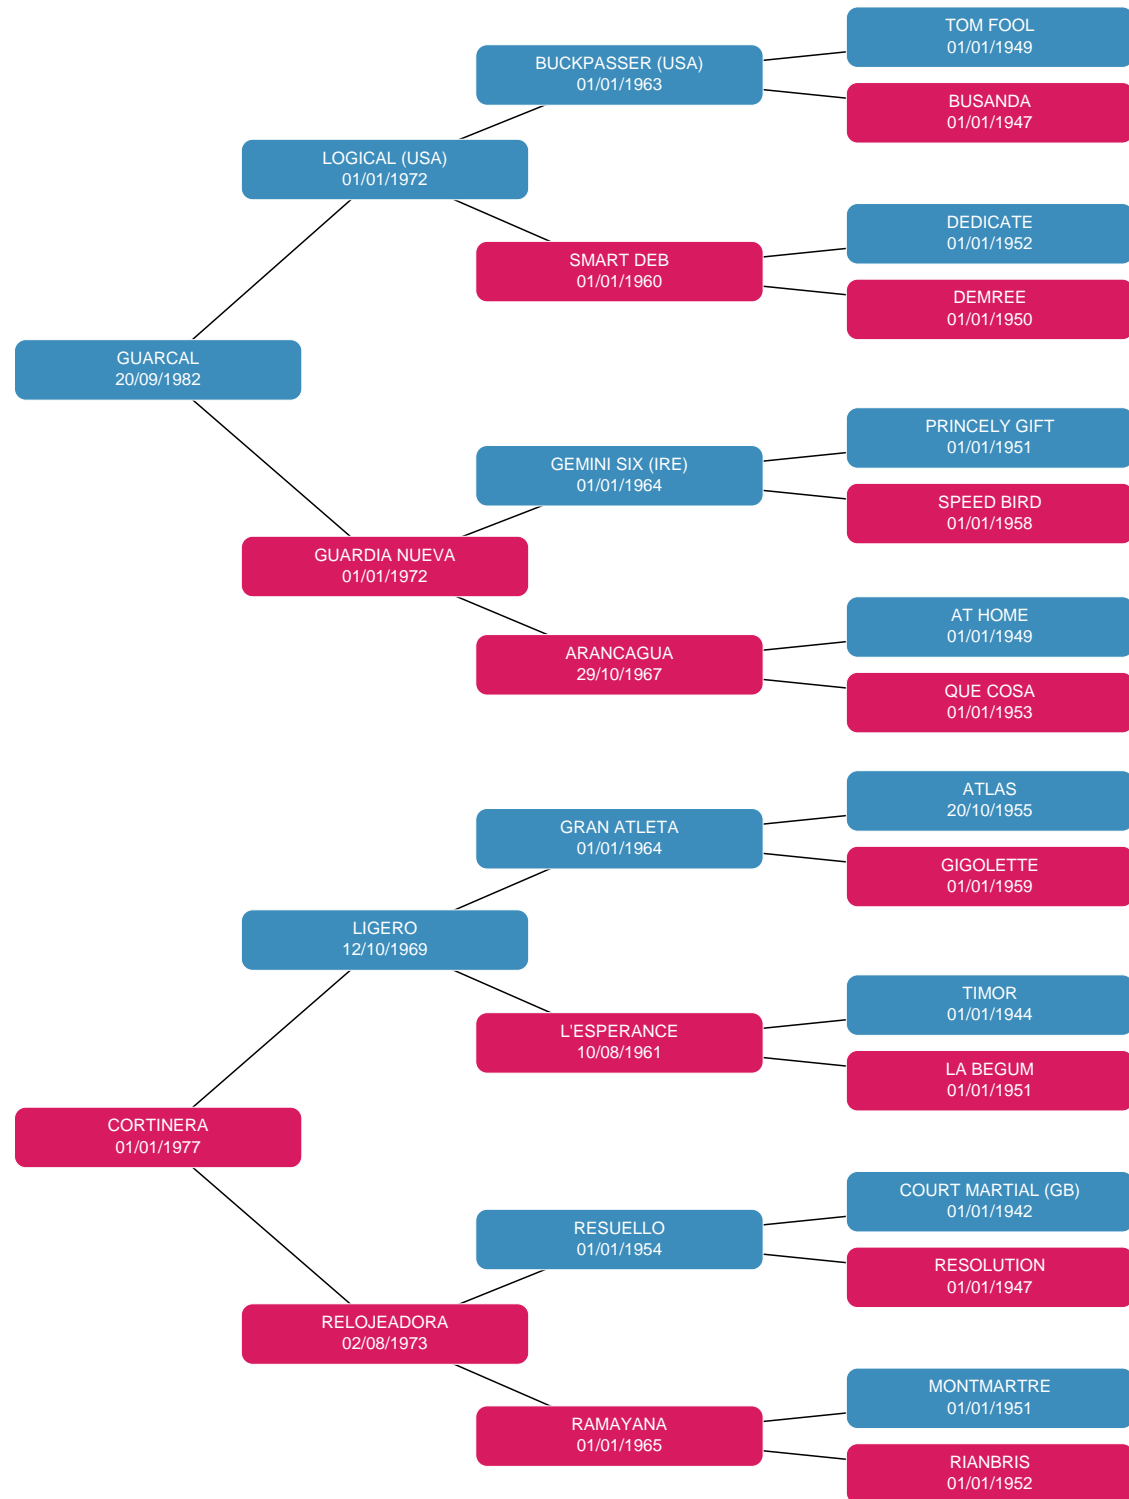 TOM FOOL
01/01/1949
BUCKPASSER (USA)
01/01/1963
BUSANDA
01/01/1947
LOGICAL (USA)
01/01/1972
DEDICATE
01/01/1952
SMART DEB
01/01/1960
DEMREE
01/01/1950
GUARCAL
20/09/1982
PRINCELY GIFT
01/01/1951
GEMINI SIX (IRE)
01/01/1964
SPEED BIRD
01/01/1958
GUARDIA NUEVA
01/01/1972
AT HOME
01/01/1949
ARANCAGUA
29/10/1967
QUE COSA
01/01/1953
ATLAS
20/10/1955
GRAN ATLETA
01/01/1964
GIGOLETTE
01/01/1959
LIGERO
12/10/1969
TIMOR
01/01/1944
L'ESPERANCE
10/08/1961
LA BEGUM
01/01/1951
CORTINERA
01/01/1977
COURT MARTIAL (GB)
01/01/1942
RESUELLO
01/01/1954
RESOLUTION
01/01/1947
RELOJEADORA
02/08/1973
MONTMARTRE
01/01/1951
RAMAYANA
01/01/1965
RIANBRIS
01/01/1952